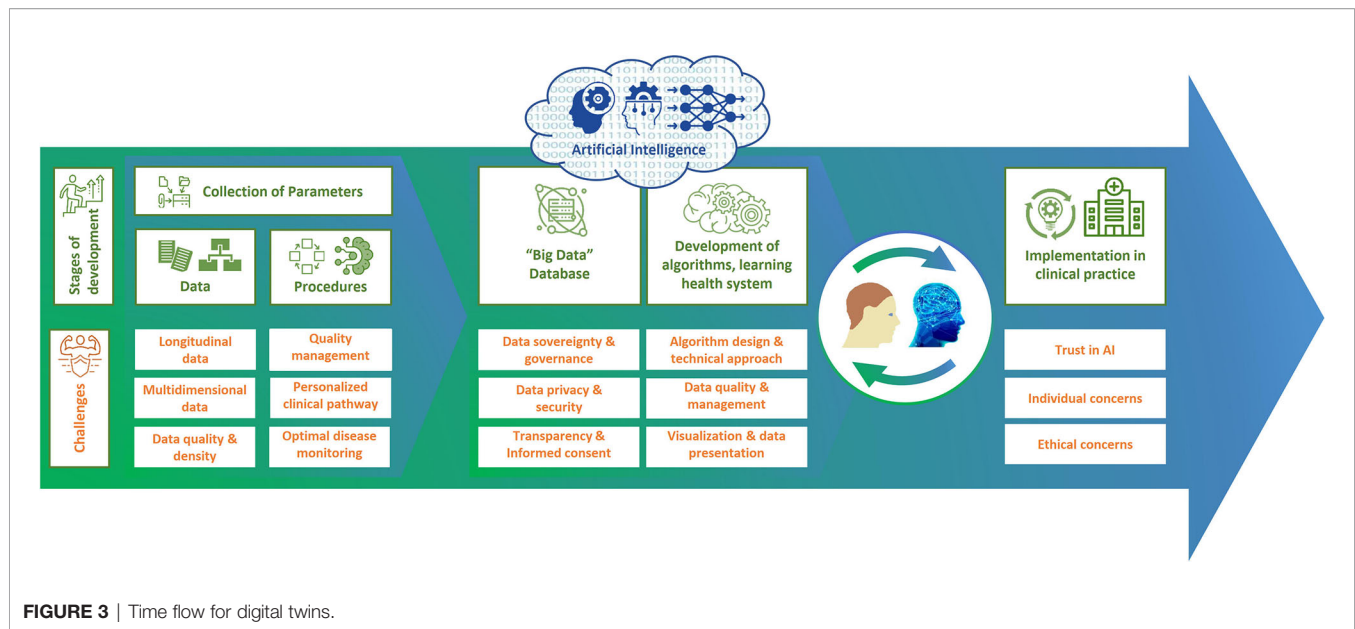 Artificial Intelligence
Stages of
development
Collection of Parameters
Data
Procedures
"Big Data"
Database
Development of
algorithms, learning
health system
Implementation in
clinical practice
Challenges
Longitudinal
data
Multidimensional
data
Data quality &
density
Quality
management
Personalized
clinical pathway
Optimal disease
monitoring
Data sovereignty &
governance
Data privacy &
security
Transparency &
Informed consent
Algorithm design &
technical approach
Data quality &
management
Visualization & data
presentation
Trust in AI
Individual concerns
Ethical concerns
FIGURE 3 | Time flow for digital twins.